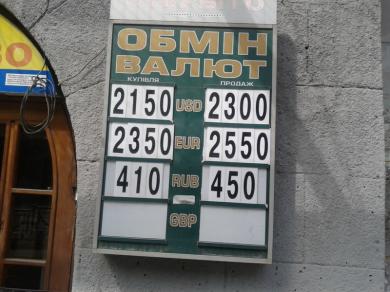 ОБМІН
ВАЛЮТ
КУПІВЛЯ ПРОДАЖ
2150 USD 2300
2350 EUR 2550
410 RUB 450
GBP